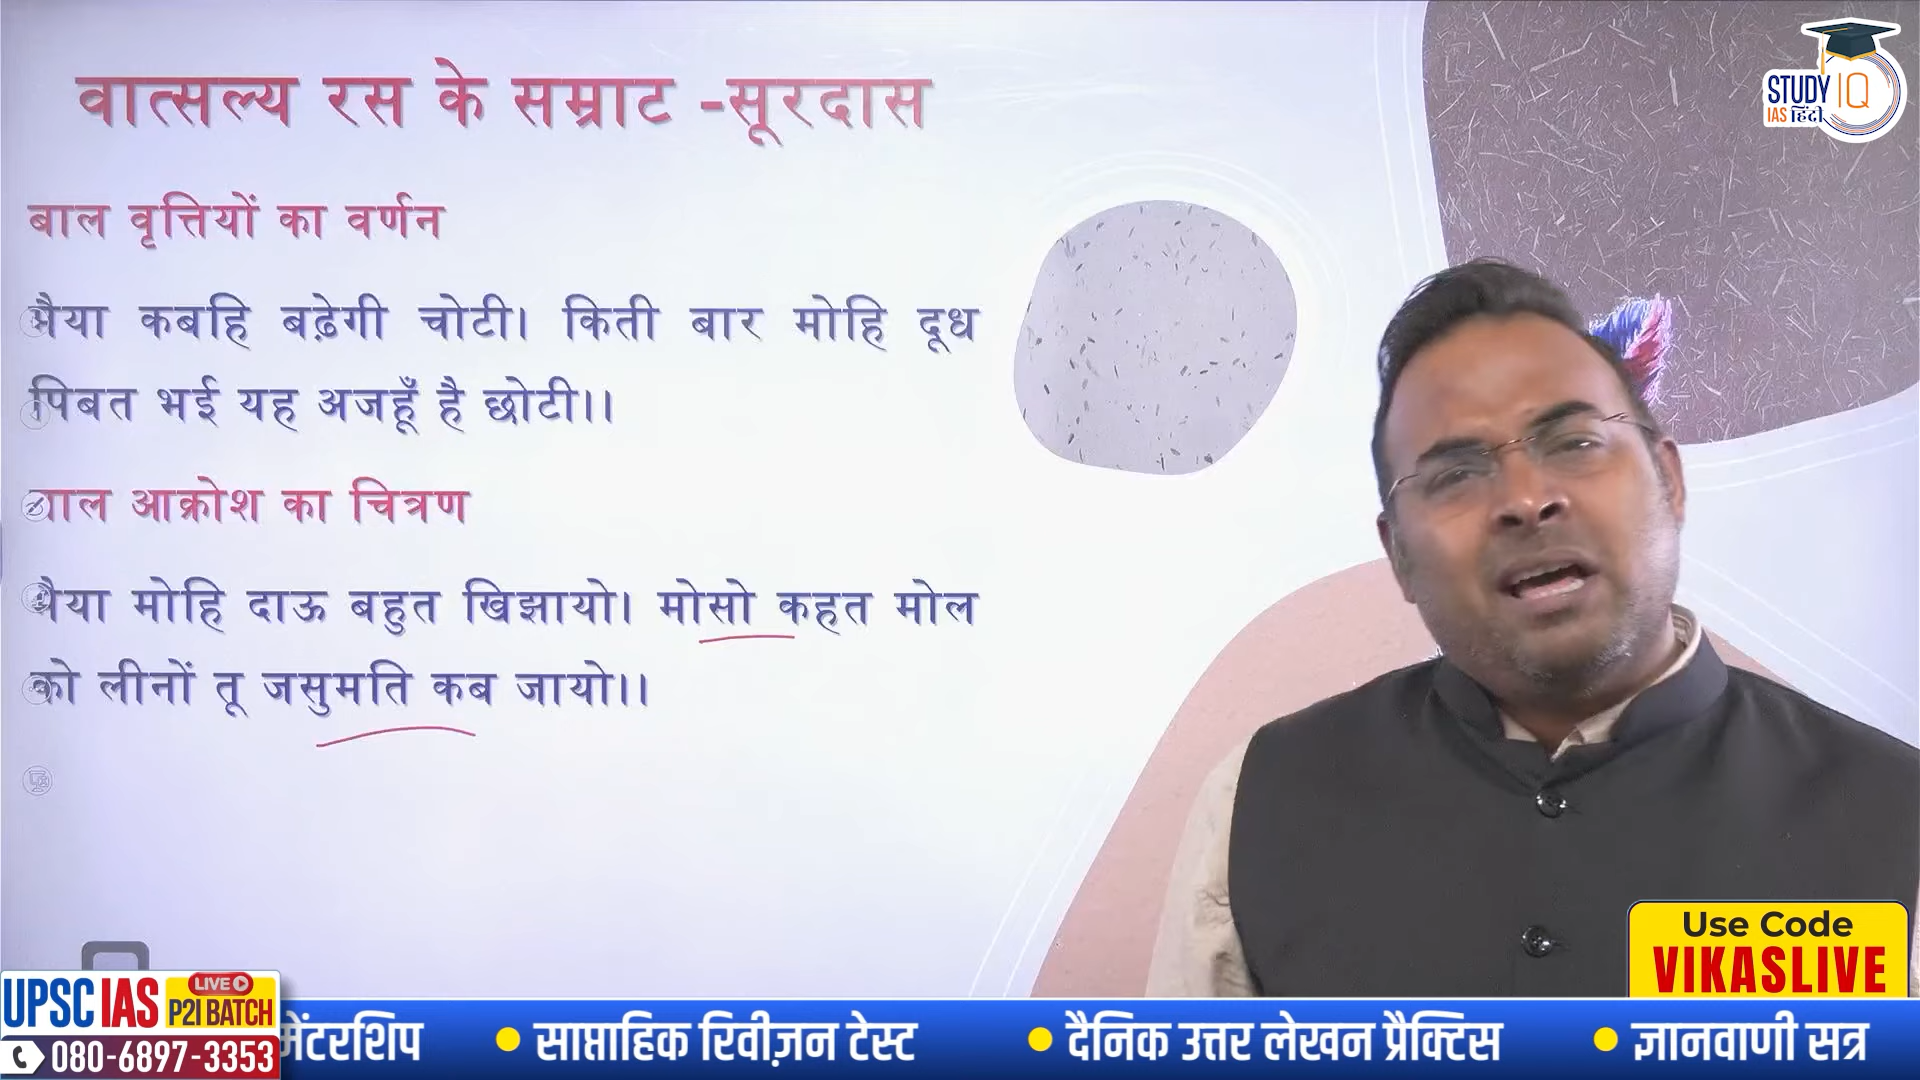 वात्सल्य रस के सम्राट -सूरदास
बाल वृत्तियों का वर्णन
मैया कबहि बढ़ेगी चोटी। किती बार मोहि दूध
पिबत भई यह अजहूँ है छोटी।।
बाल आक्रोश का चित्रण
मैया मोहि दाऊ बहुत खिझायो। मोसो कहत मोल
को लीनों तू जसुमति कब जायो।।
STUDY IQ
IAS हिंदी
Use Code
VIKASLIVE
UPSC IAS LIVE P2I BATCH
080-6897-3353
मेंटरशिप • साप्ताहिक रिवीज़न टेस्ट • दैनिक उत्तर लेखन प्रैक्टिस • ज्ञानवाणी सत्र